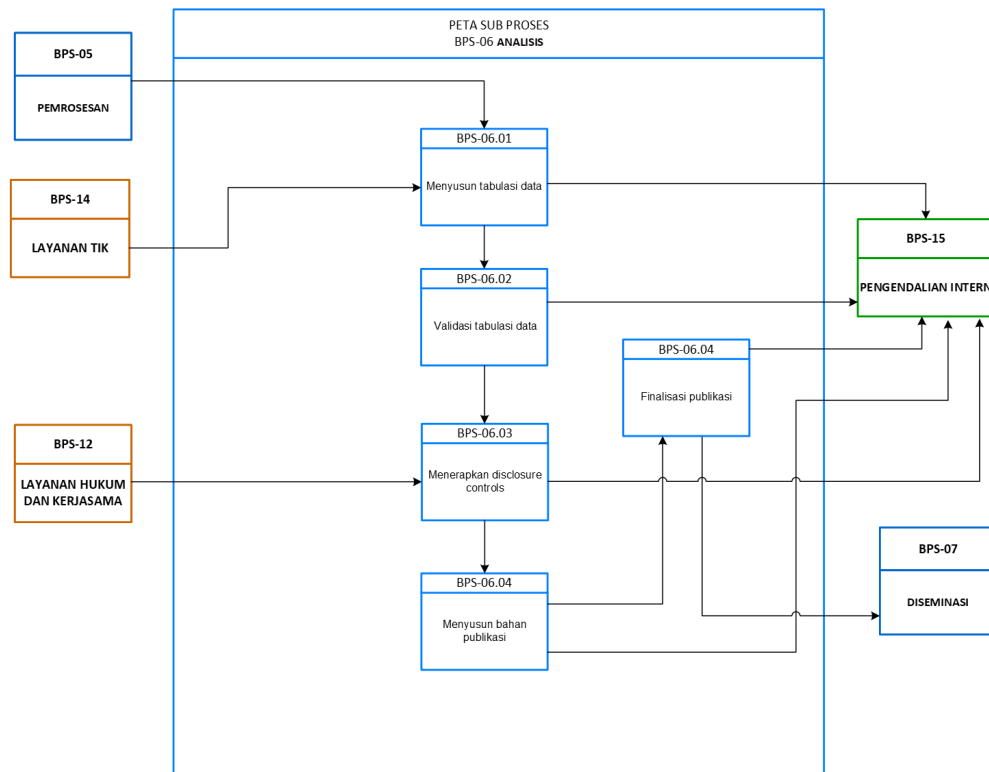 PETA SUB PROSES
BPS-06 ANALISIS
BPS-05
PEMROSESAN
BPS-14
LAYANAN TIK
BPS-12
LAYANAN HUKUM
DAN KERJASAMA
BPS-06.01
Menyusun tabulasi data
BPS-06.02
Validasi tabulasi data
BPS-06.03
Menerapkan disclosure
controls
BPS-06.04
Menyusun bahan
publikasi
BPS-06.04
Finalisasi publikasi
BPS-15
PENGENDALIAN INTERN
BPS-07
DISEMINASI